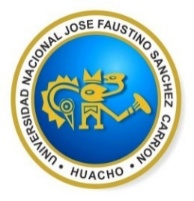 UNIVERSIDAD NACIONAL JOSE FAUSTINO SANCHEZ CARRION
• HUACHO •